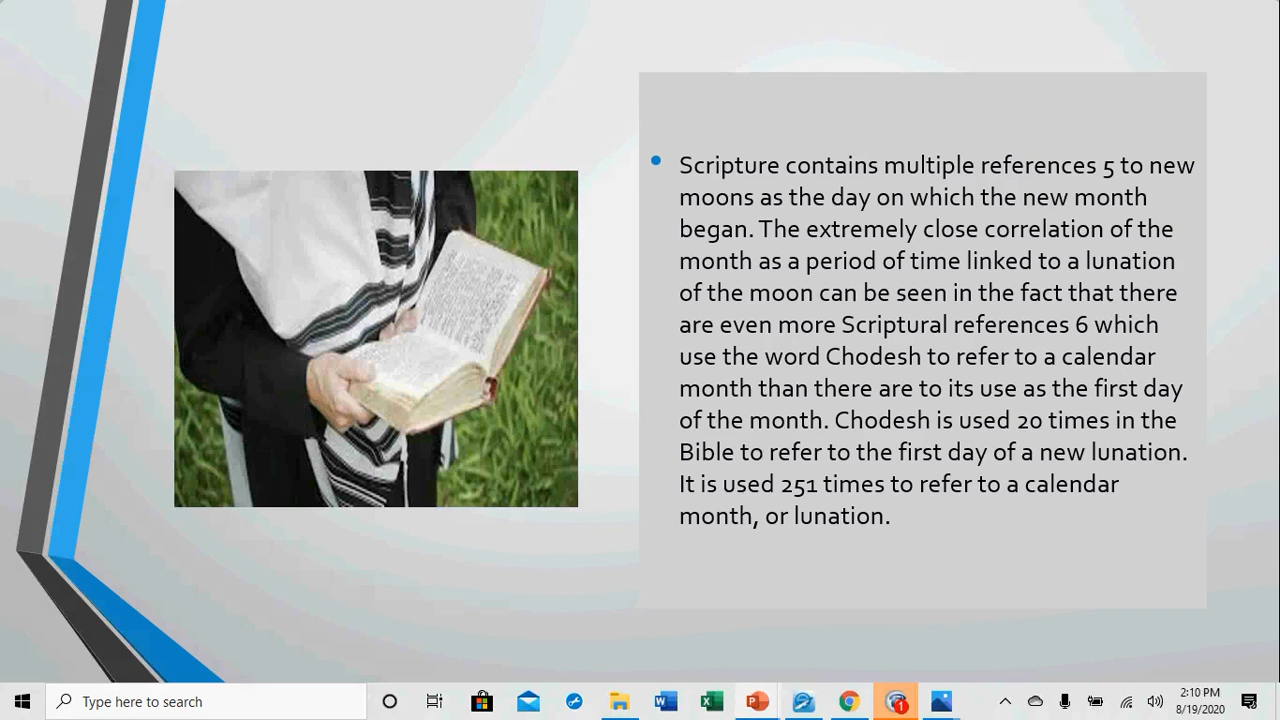 Scripture contains multiple references 5 to new
moons as the day on which the new month
began. The extremely close correlation of the
month as a period of time linked to a lunation
of the moon can be seen in the fact that there
are even more Scriptural references 6 which
use the word Chodesh to refer to a calendar
month than there are to its use as the first day
of the month. Chodesh is used 20 times in the
Bible to refer to the first day of a new lunation.
It is used 251 times to refer to a calendar
month, or lunation.
Type here to search
2:10 PM
8/19/2020